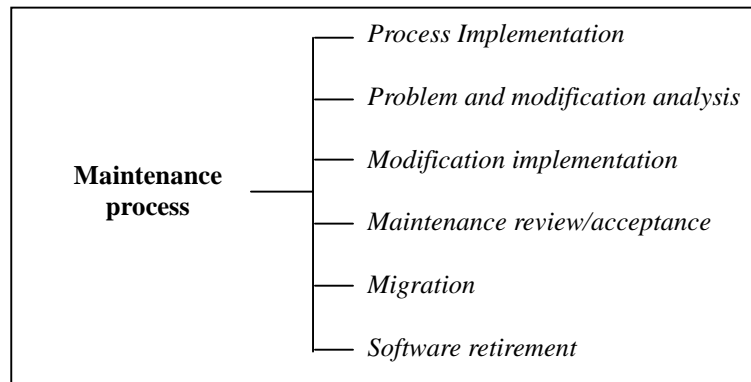 Process Implementation
Problem and modification analysis
Modification implementation
Maintenance
process
Maintenance review/acceptance
Migration
Software retirement